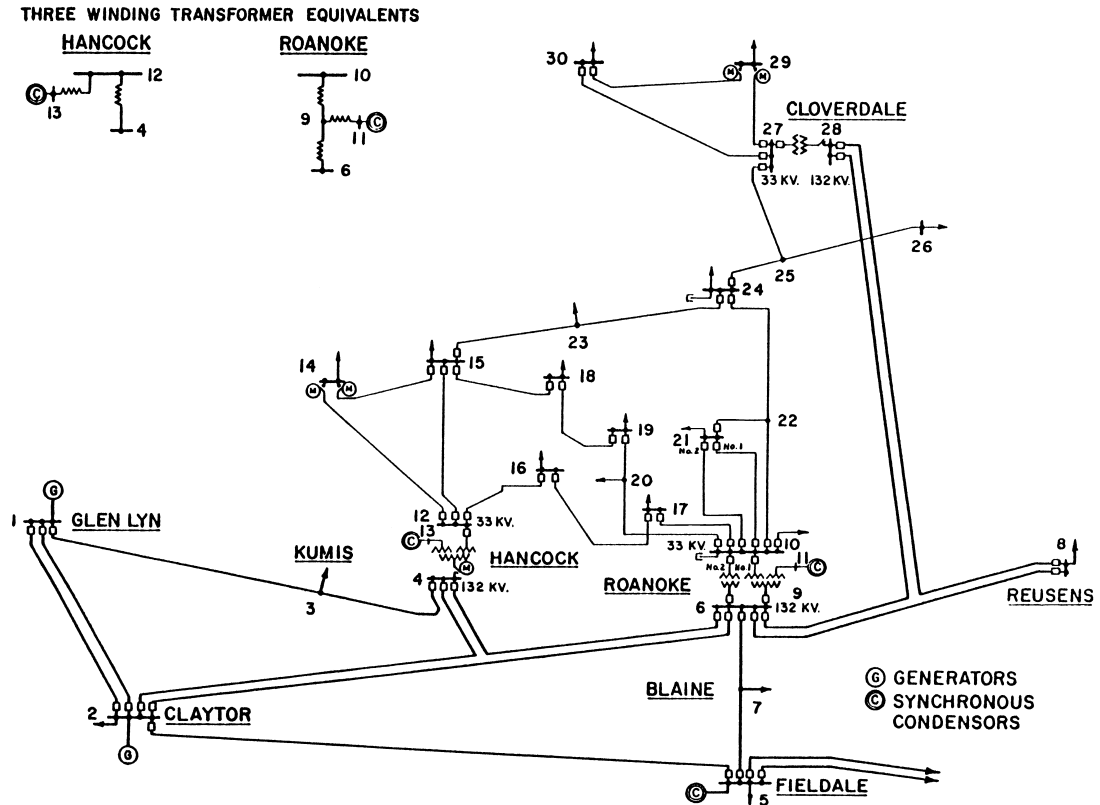 THREE WINDING TRANSFORMER EQUIVALENTS
HANCOCK
ROANOKE
12
C
13
4
10
9
C
11
6
30
29
M
M
CLOVERDALE
27
28
33 KV.
132 KV.
26
25
24
23
15
14
M
M
18
19
22
21
No.2
No.1
16
20
17
12
33 KV.
13
C
HANCOCK
M
4
132 KV.
33 KV.
10
No.2
No.1
11
C
ROANOKE
9
6
132 KV.
8
REUSENS
G
1
GLEN LYN
KUMIS
3
BLAINE
7
2
CLAYTOR
G
C
5
FIELDALE
G GENERATORS
C SYNCHRONOUS
CONDENSORS